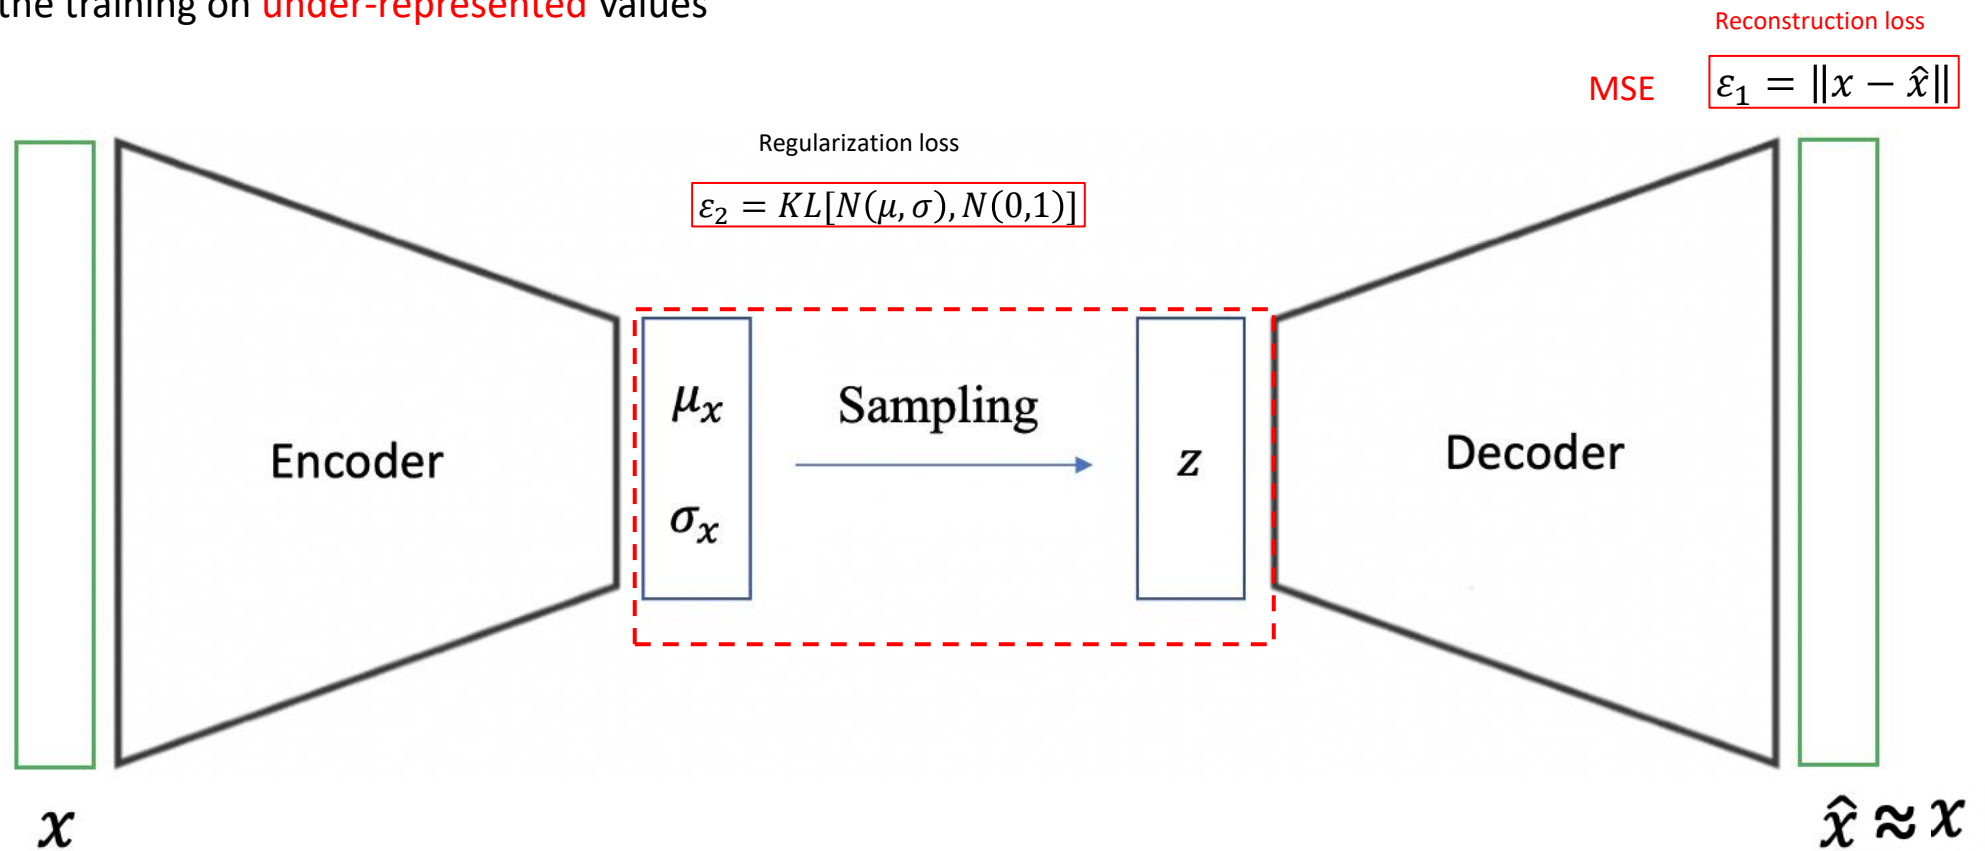 the training on under-represented values
Reconstruction loss
MSE
𝜀₁ = ‖𝑥 − 𝑥̂‖
Regularization loss
𝜀₂ = 𝐾𝐿[𝑁(𝜇, 𝜎), 𝑁(0,1)]
Encoder
𝜇ₓ
𝜎ₓ
Sampling
𝑧
Decoder
𝑥
𝑥̂ ≈ 𝑥